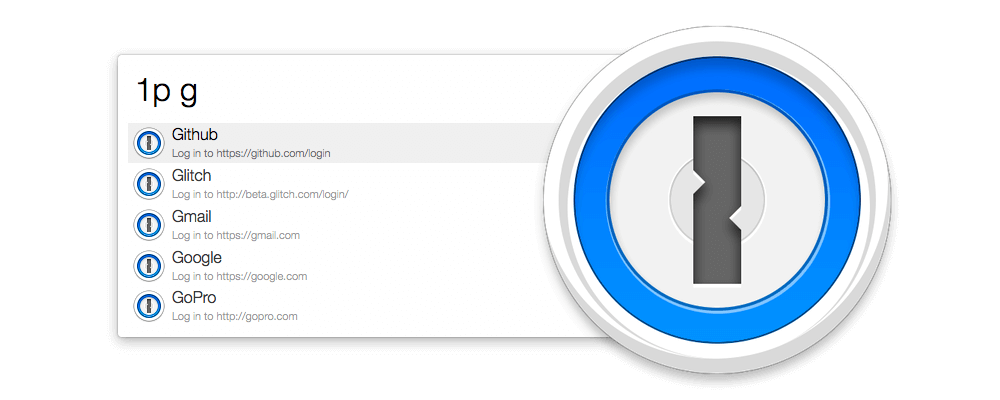 1p g
Github
Log in to https://github.com/login
Glitch
Log in to http://beta.glitch.com/login/
Gmail
Log in to https://gmail.com
Google
Log in to https://google.com
GoPro
Log in to http://gopro.com